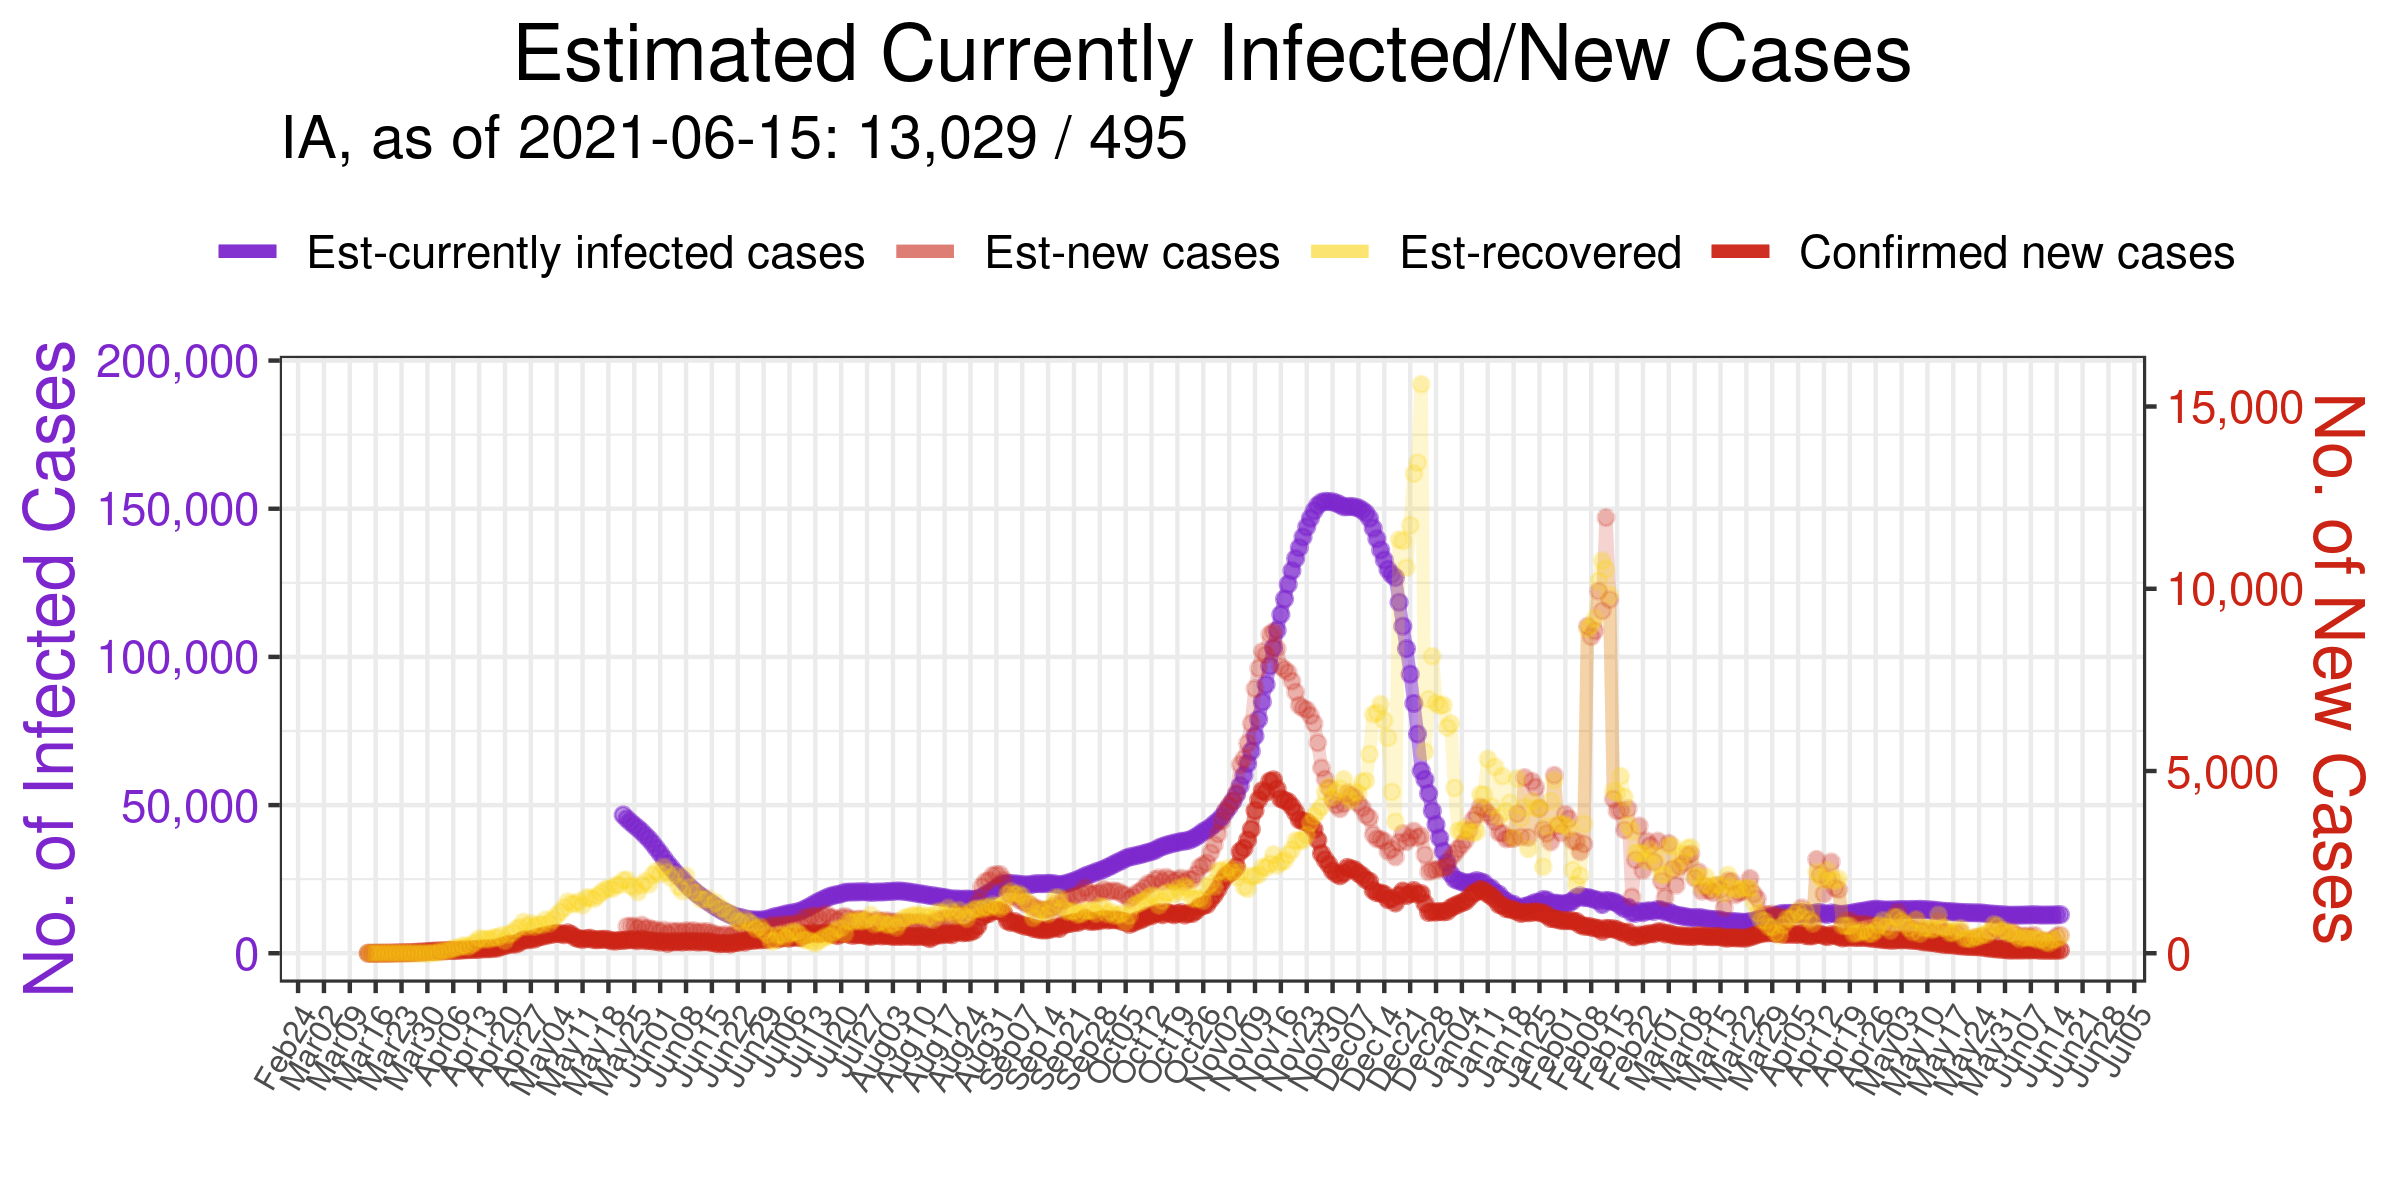 Estimated Currently Infected/New Cases
IA, as of 2021-06-15: 13,029 / 495
Est-currently infected cases
Est-new cases
Est-recovered
Confirmed new cases
No. of Infected Cases
200,000
150,000
100,000
50,000
0
15,000
10,000
5,000
0
No. of New Cases
Feb24
Mar02
Mar09
Mar16
Mar23
Mar30
Apr06
Apr13
Apr20
Apr27
May04
May11
May18
May25
Jun01
Jun08
Jun15
Jun22
Jun29
Jul06
Jul13
Jul20
Jul27
Aug03
Aug10
Aug17
Aug24
Aug31
Sep07
Sep14
Sep21
Sep28
Oct05
Oct12
Oct19
Oct26
Nov02
Nov09
Nov16
Nov23
Nov30
Dec07
Dec14
Dec21
Dec28
Jan04
Jan11
Jan18
Jan25
Feb01
Feb08
Feb15
Feb22
Mar01
Mar08
Mar15
Mar22
Mar29
Apr05
Apr12
Apr19
Apr26
May03
May10
May17
May24
May31
Jun07
Jun14
Jun21
Jun28
Jul05